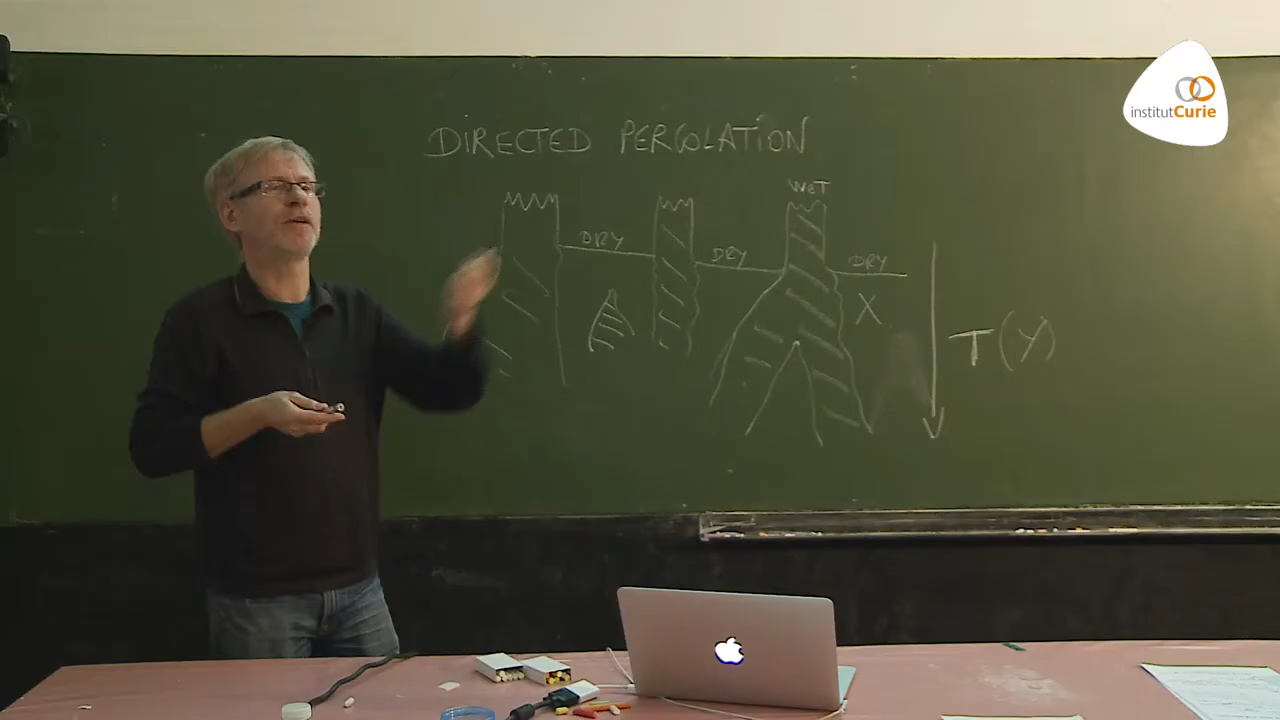 institutCurie
DIRECTED PERCOLATION
WeT
DRY
DRY
DRY
X
T(Y)